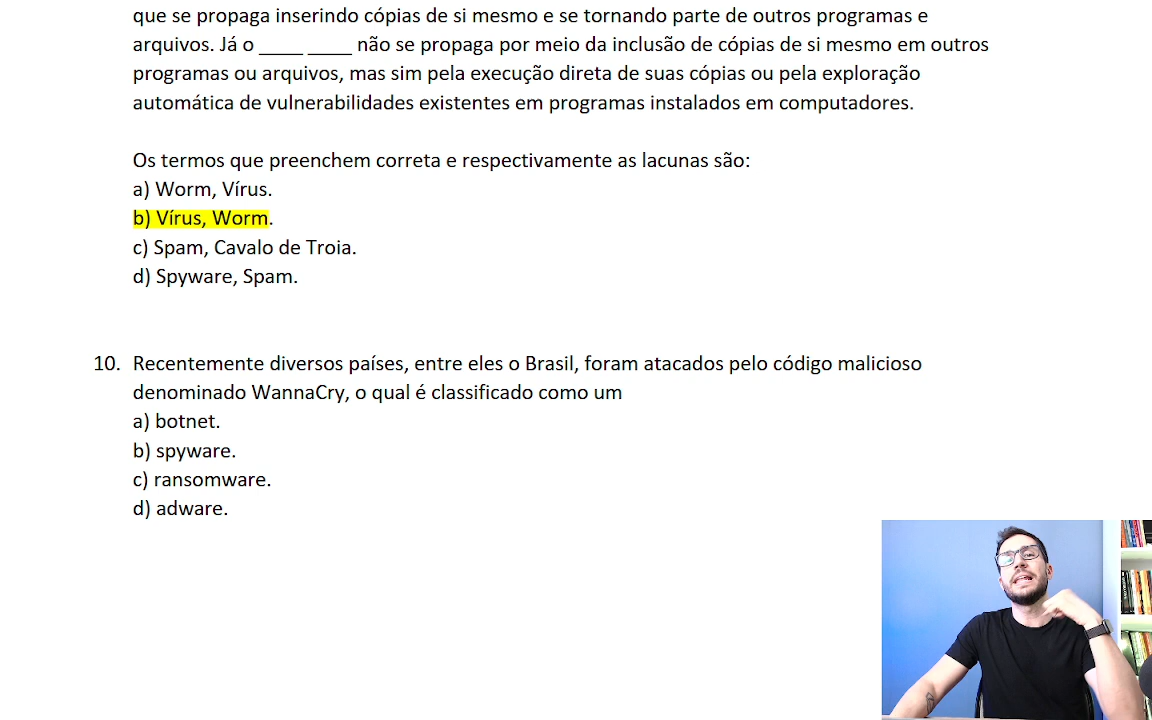 que se propaga inserindo cópias de si mesmo e se tornando parte de outros programas e
arquivos. Já o ____ ____ não se propaga por meio da inclusão de cópias de si mesmo em outros
programas ou arquivos, mas sim pela execução direta de suas cópias ou pela exploração
automática de vulnerabilidades existentes em programas instalados em computadores.
Os termos que preenchem correta e respectivamente as lacunas são:
a) Worm, Vírus.
b) Vírus, Worm.
c) Spam, Cavalo de Troia.
d) Spyware, Spam.
10. Recentemente diversos países, entre eles o Brasil, foram atacados pelo código malicioso
denominado WannaCry, o qual é classificado como um
a) botnet.
b) spyware.
c) ransomware.
d) adware.